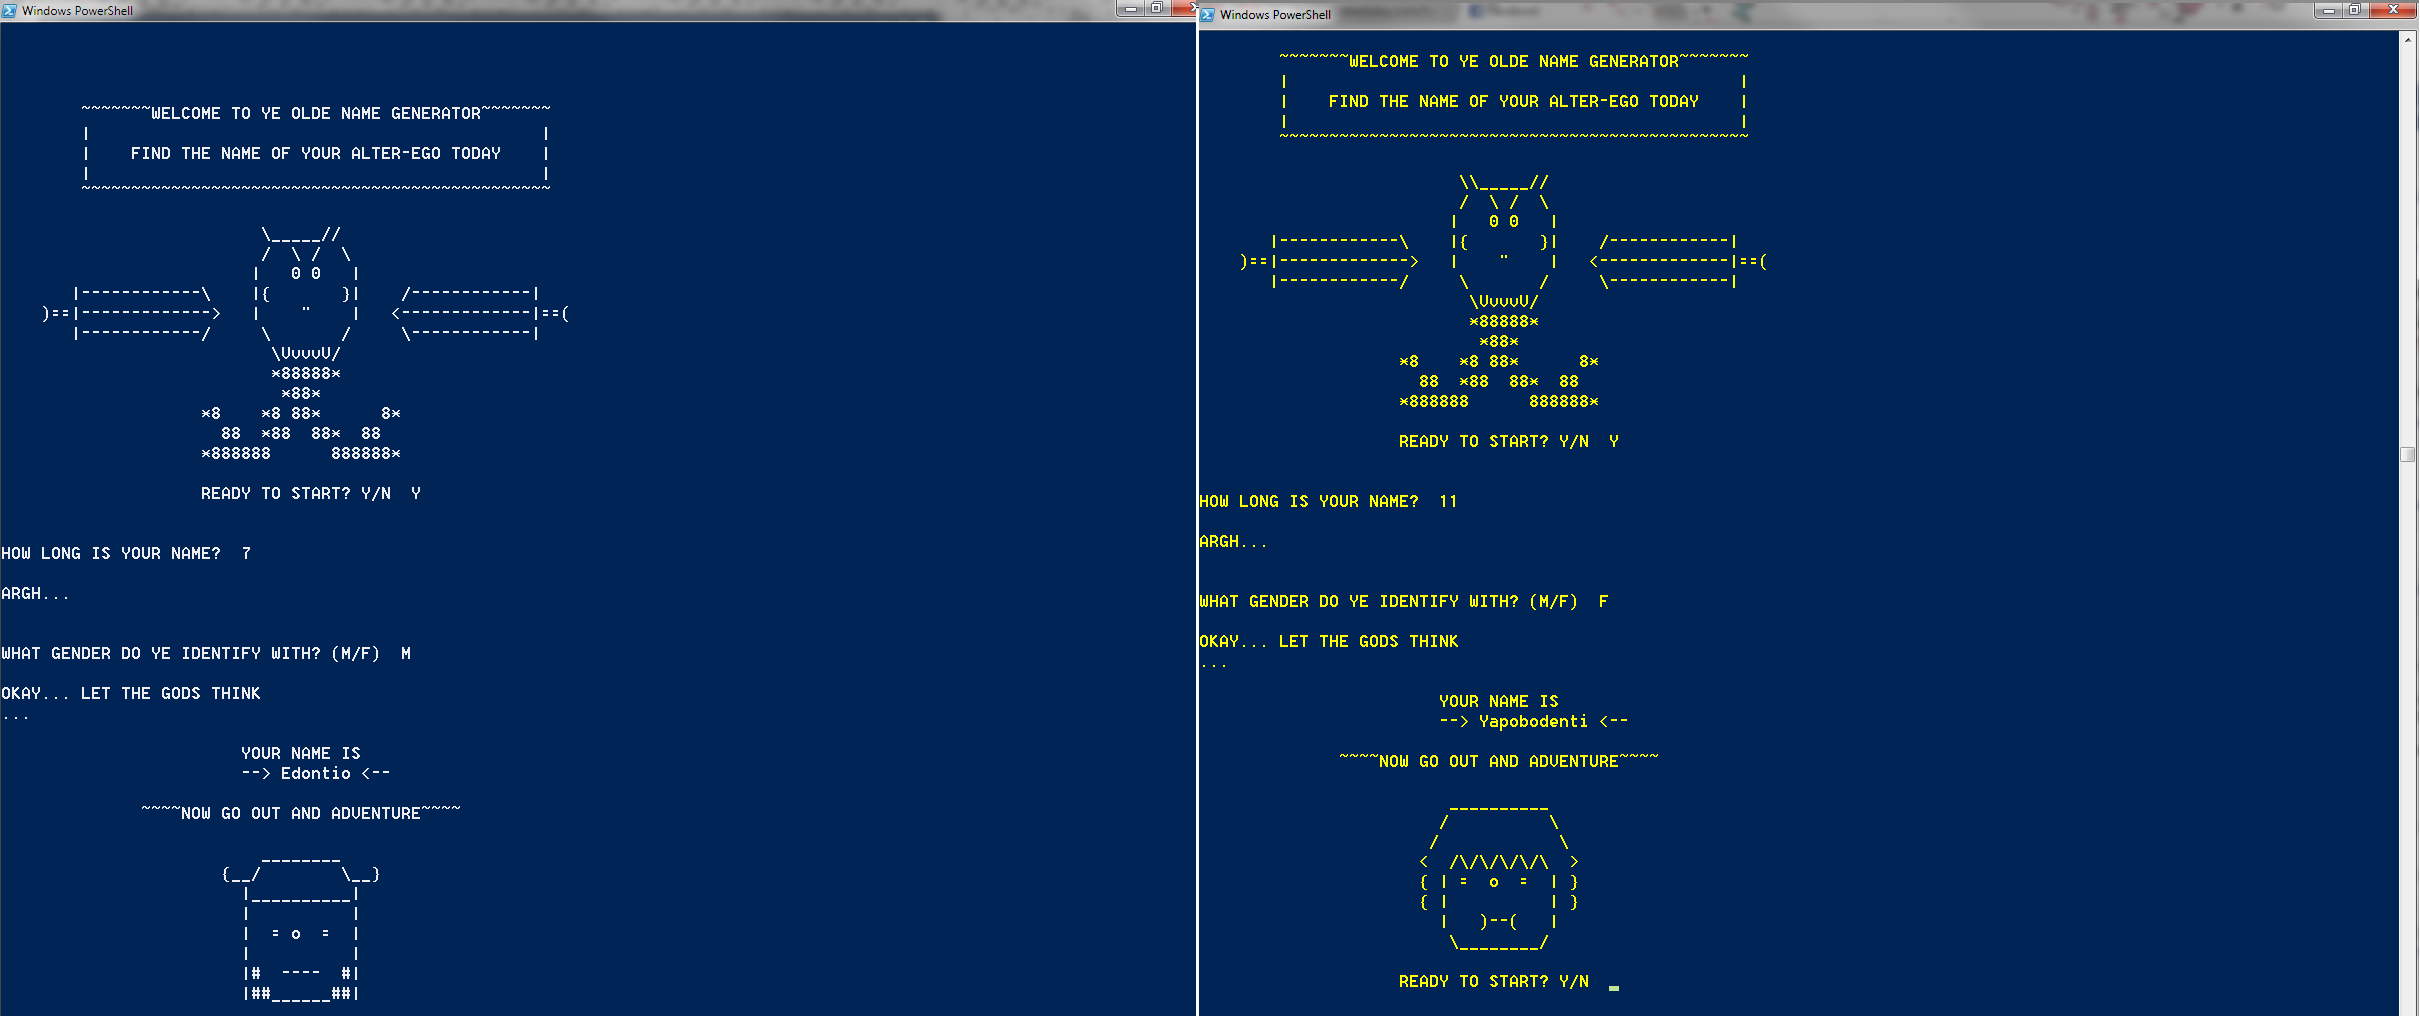 Windows PowerShell
~~~~~~~WELCOME TO YE OLDE NAME GENERATOR~~~~~~~
FIND THE NAME OF YOUR ALTER-EGO TODAY
READY TO START? Y/N  Y
HOW LONG IS YOUR NAME?  7
ARGH...
WHAT GENDER DO YE IDENTIFY WITH? (M/F)  M
OKAY... LET THE GODS THINK
...
YOUR NAME IS
--> Edontio <--
~~~~NOW GO OUT AND ADVENTURE~~~~
Windows PowerShell
~~~~~~~WELCOME TO YE OLDE NAME GENERATOR~~~~~~~
FIND THE NAME OF YOUR ALTER-EGO TODAY
READY TO START? Y/N  Y
HOW LONG IS YOUR NAME?  11
ARGH...
WHAT GENDER DO YE IDENTIFY WITH? (M/F)  F
OKAY... LET THE GODS THINK
...
YOUR NAME IS
--> Yapobodenti <--
~~~~NOW GO OUT AND ADVENTURE~~~~
READY TO START? Y/N